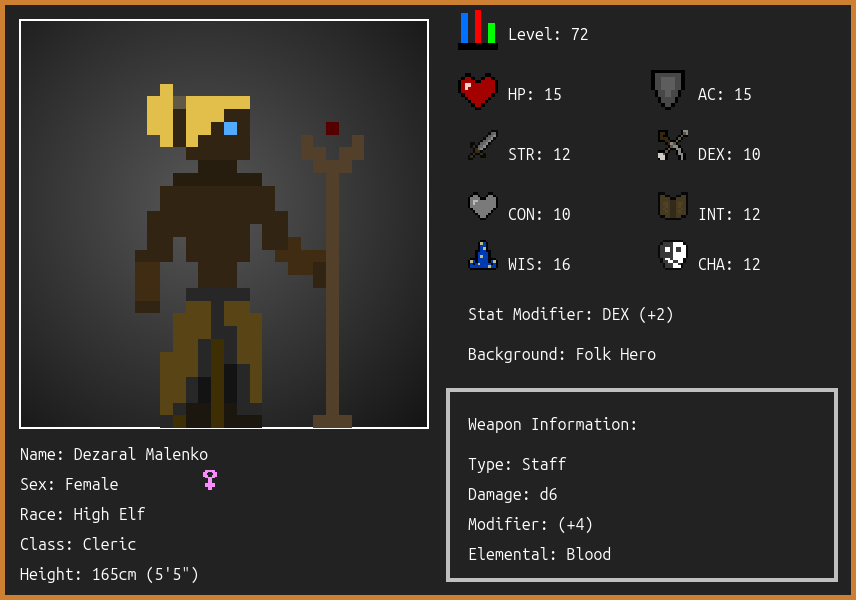 Level: 72
HP: 15
AC: 15
STR: 12
DEX: 10
CON: 10
INT: 12
WIS: 16
CHA: 12
Stat Modifier: DEX (+2)
Background: Folk Hero
Weapon Information:
Type: Staff
Damage: d6
Modifier: (+4)
Elemental: Blood
Name: Dezaral Malenko
Sex: Female
Race: High Elf
Class: Cleric
Height: 165cm (5'5")